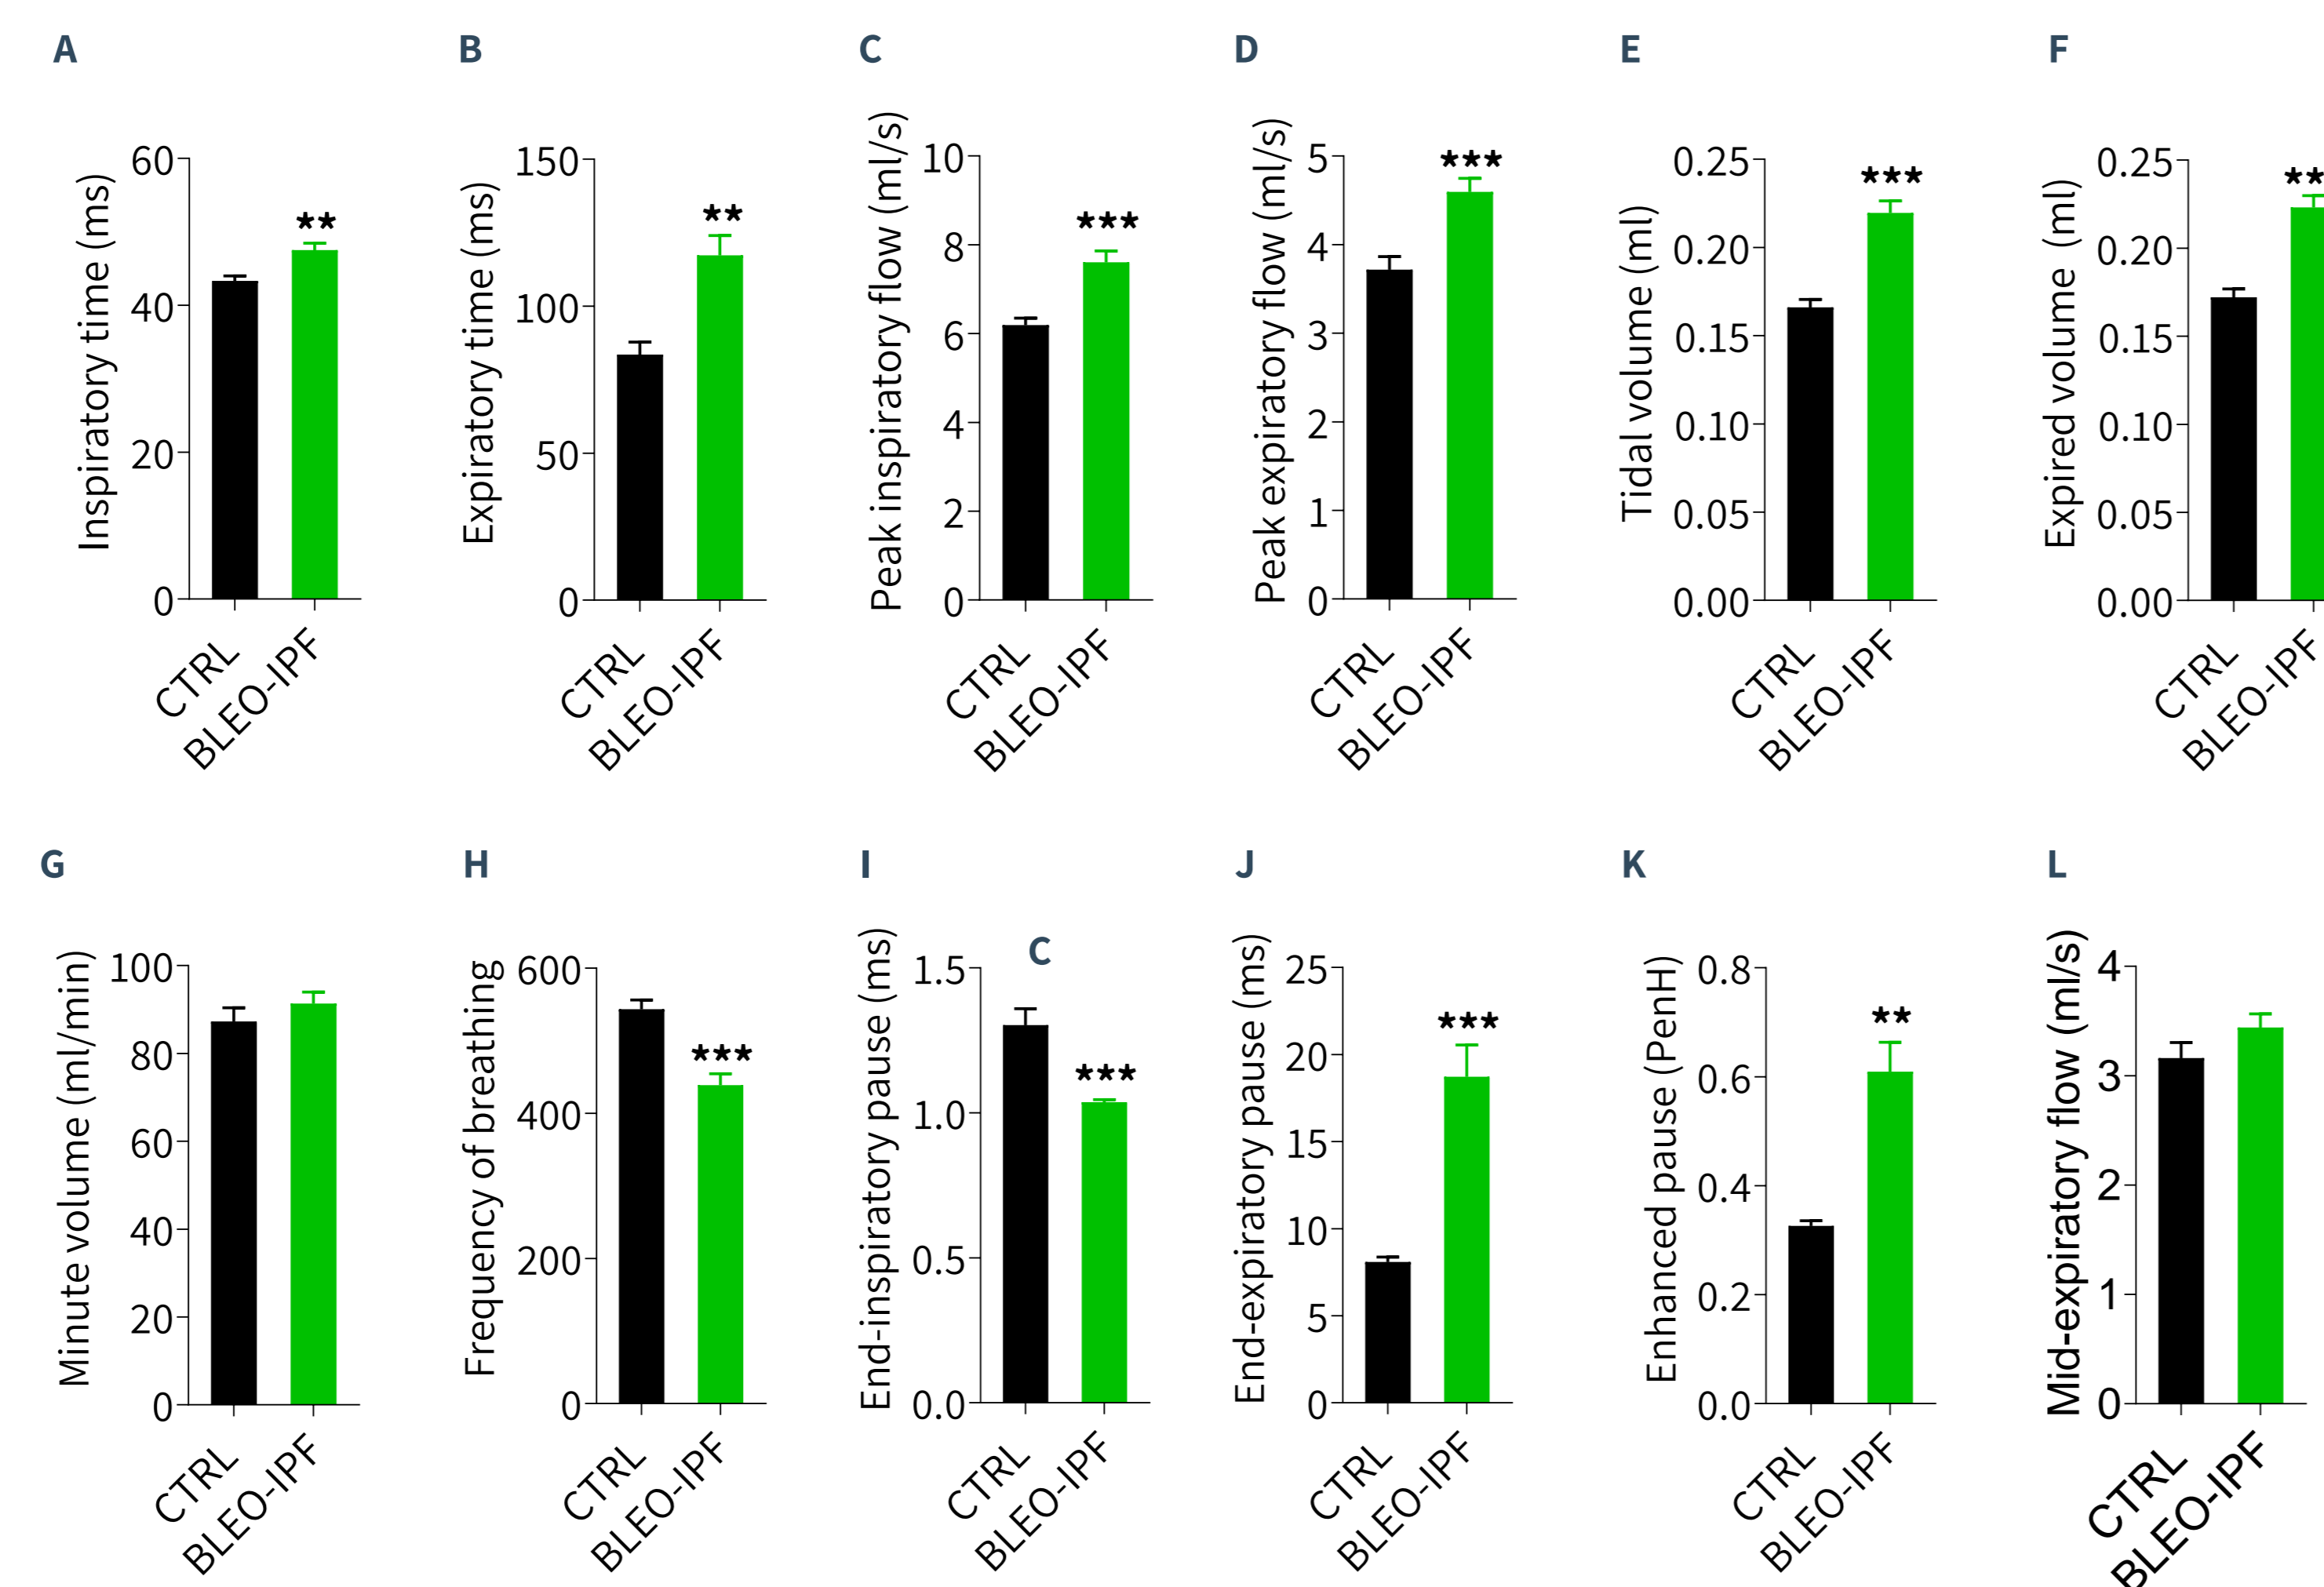 A
B
C
D
E
F
Inspiratory time (ms)
60
40
20
0
**
CTRL
BLEO-IPF
Expiratory time (ms)
150
100
50
0
**
CTRL
BLEO-IPF
Peak inspiratory flow (ml/s)
10
8
6
4
2
0
***
CTRL
BLEO-IPF
Peak expiratory flow (ml/s)
5
4
3
2
1
0
***
CTRL
BLEO-IPF
Tidal volume (ml)
0.25
0.20
0.15
0.10
0.05
0.00
***
CTRL
BLEO-IPF
Expired volume (ml)
0.25
0.20
0.15
0.10
0.05
0.00
**
CTRL
BLEO-IPF
G
H
I
J
K
L
Minute volume (ml/min)
100
80
60
40
20
0
CTRL
BLEO-IPF
Frequency of breathing
600
400
200
0
***
CTRL
BLEO-IPF
C
End-inspiratory pause (ms)
1.5
1.0
0.5
0.0
***
CTRL
BLEO-IPF
End-expiratory pause (ms)
25
20
15
10
5
0
***
CTRL
BLEO-IPF
Enhanced pause (PenH)
0.8
0.6
0.4
0.2
0.0
**
CTRL
BLEO-IPF
Mid-expiratory flow (ml/s)
4
3
2
1
0
CTRL
BLEO-IPF